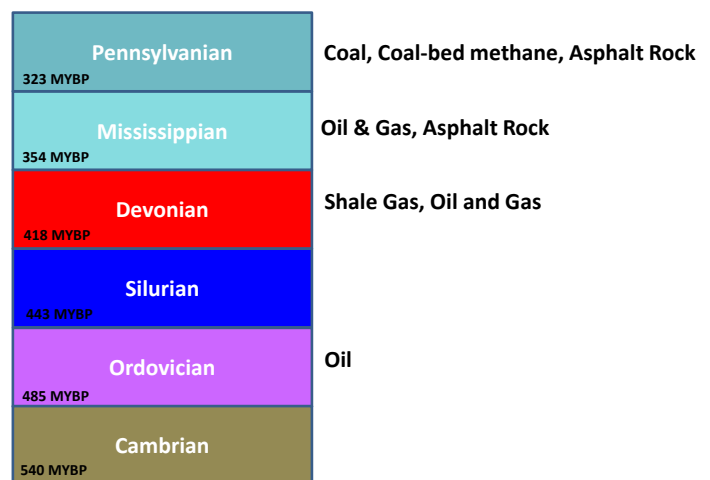 Pennsylvanian
323 MYBP
Coal, Coal-bed methane, Asphalt Rock
Mississippian
354 MYBP
Oil & Gas, Asphalt Rock
Devonian
418 MYBP
Shale Gas, Oil and Gas
Silurian
443 MYBP
Ordovician
485 MYBP
Oil
Cambrian
540 MYBP